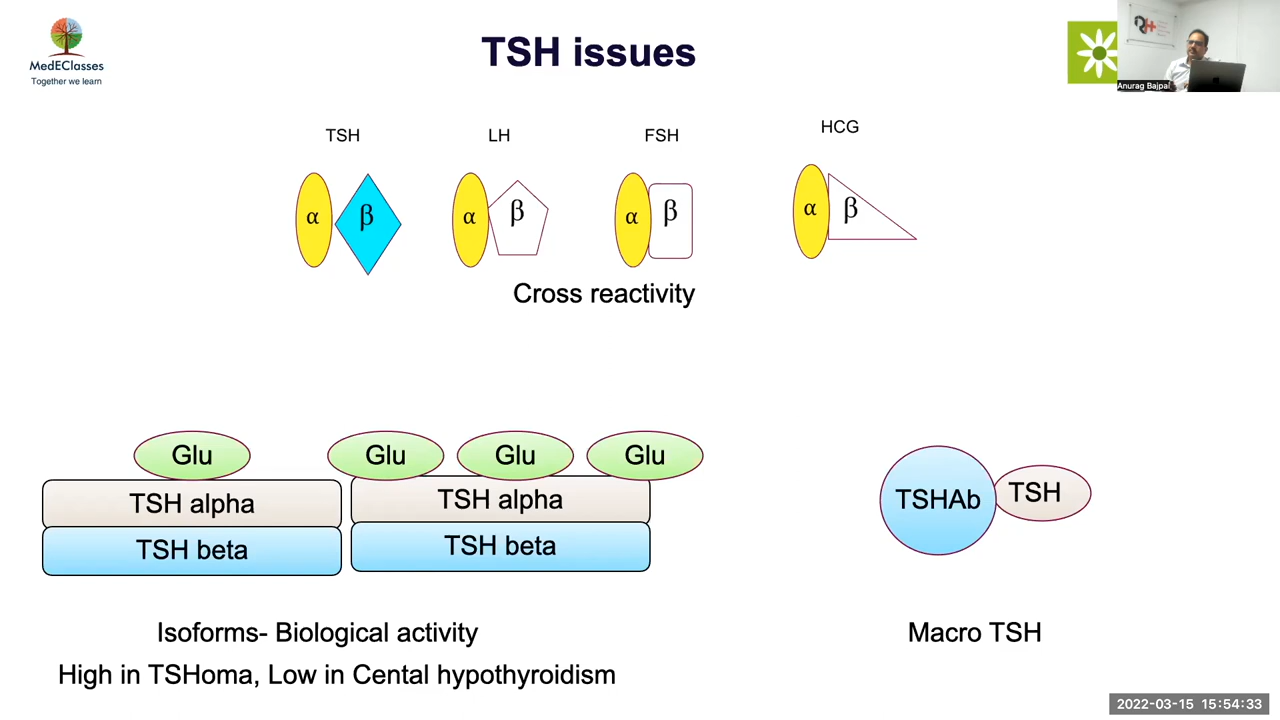 MedEClasses
Together we learn
TSH issues
Anurag Bajpai
TSH
LH
FSH
HCG
α
β
α
β
α
β
α
β
Cross reactivity
Glu
Glu
Glu
Glu
TSH alpha
TSH alpha
TSH beta
TSH beta
TSHAb
TSH
Isoforms- Biological activity
High in TSHoma, Low in Cental hypothyroidism
Macro TSH
2022-03-15 15:54:33